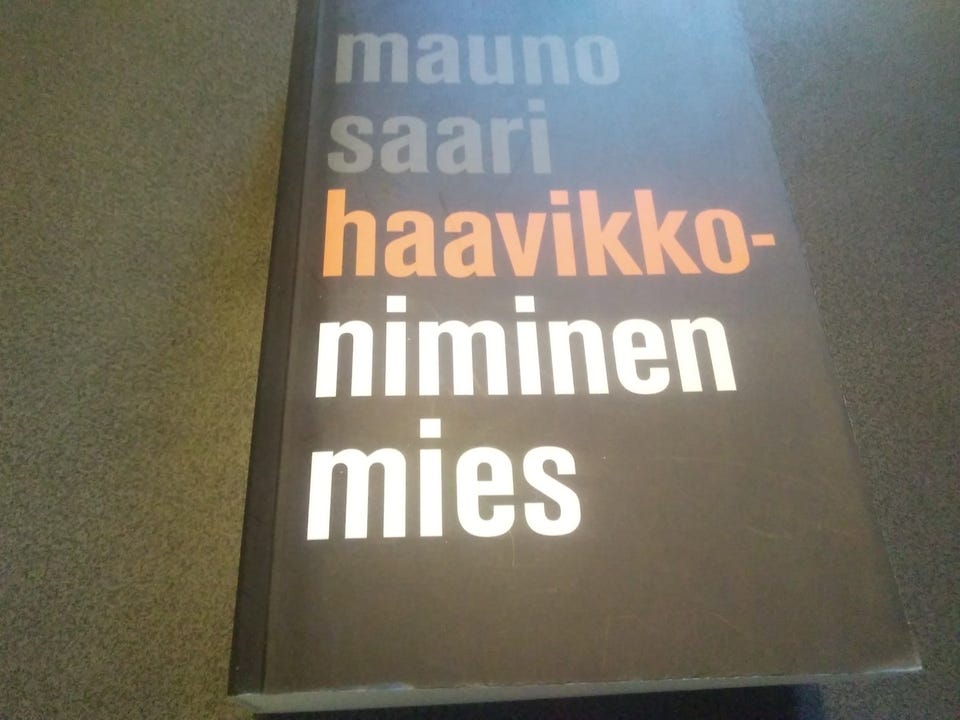 mauno
saari
haavikko-
niminen
mies